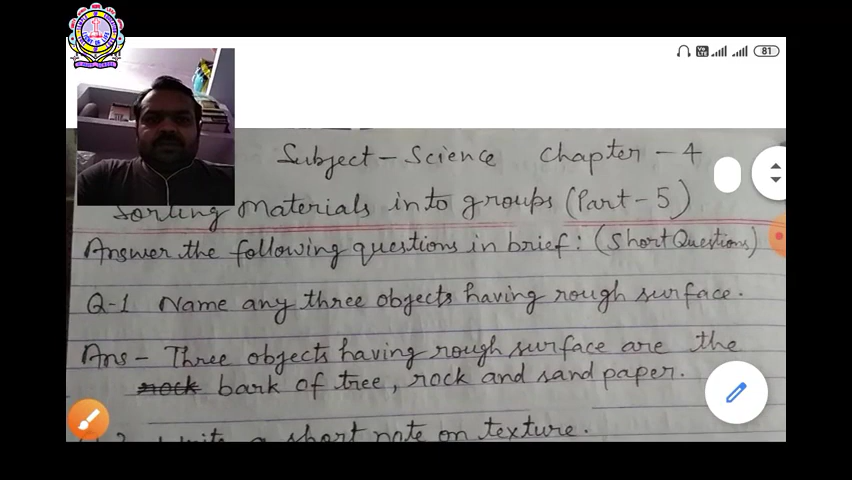 81
Subject - Science Chapter - 4
Sorting Materials into groups (Part - 5)
Answer the following questions in brief: (Short Questions)
Q-1 Name any three objects having rough surface.
Ans - Three objects having rough surface are the
rock bark of tree, rock and sand paper.
a short note on texture.